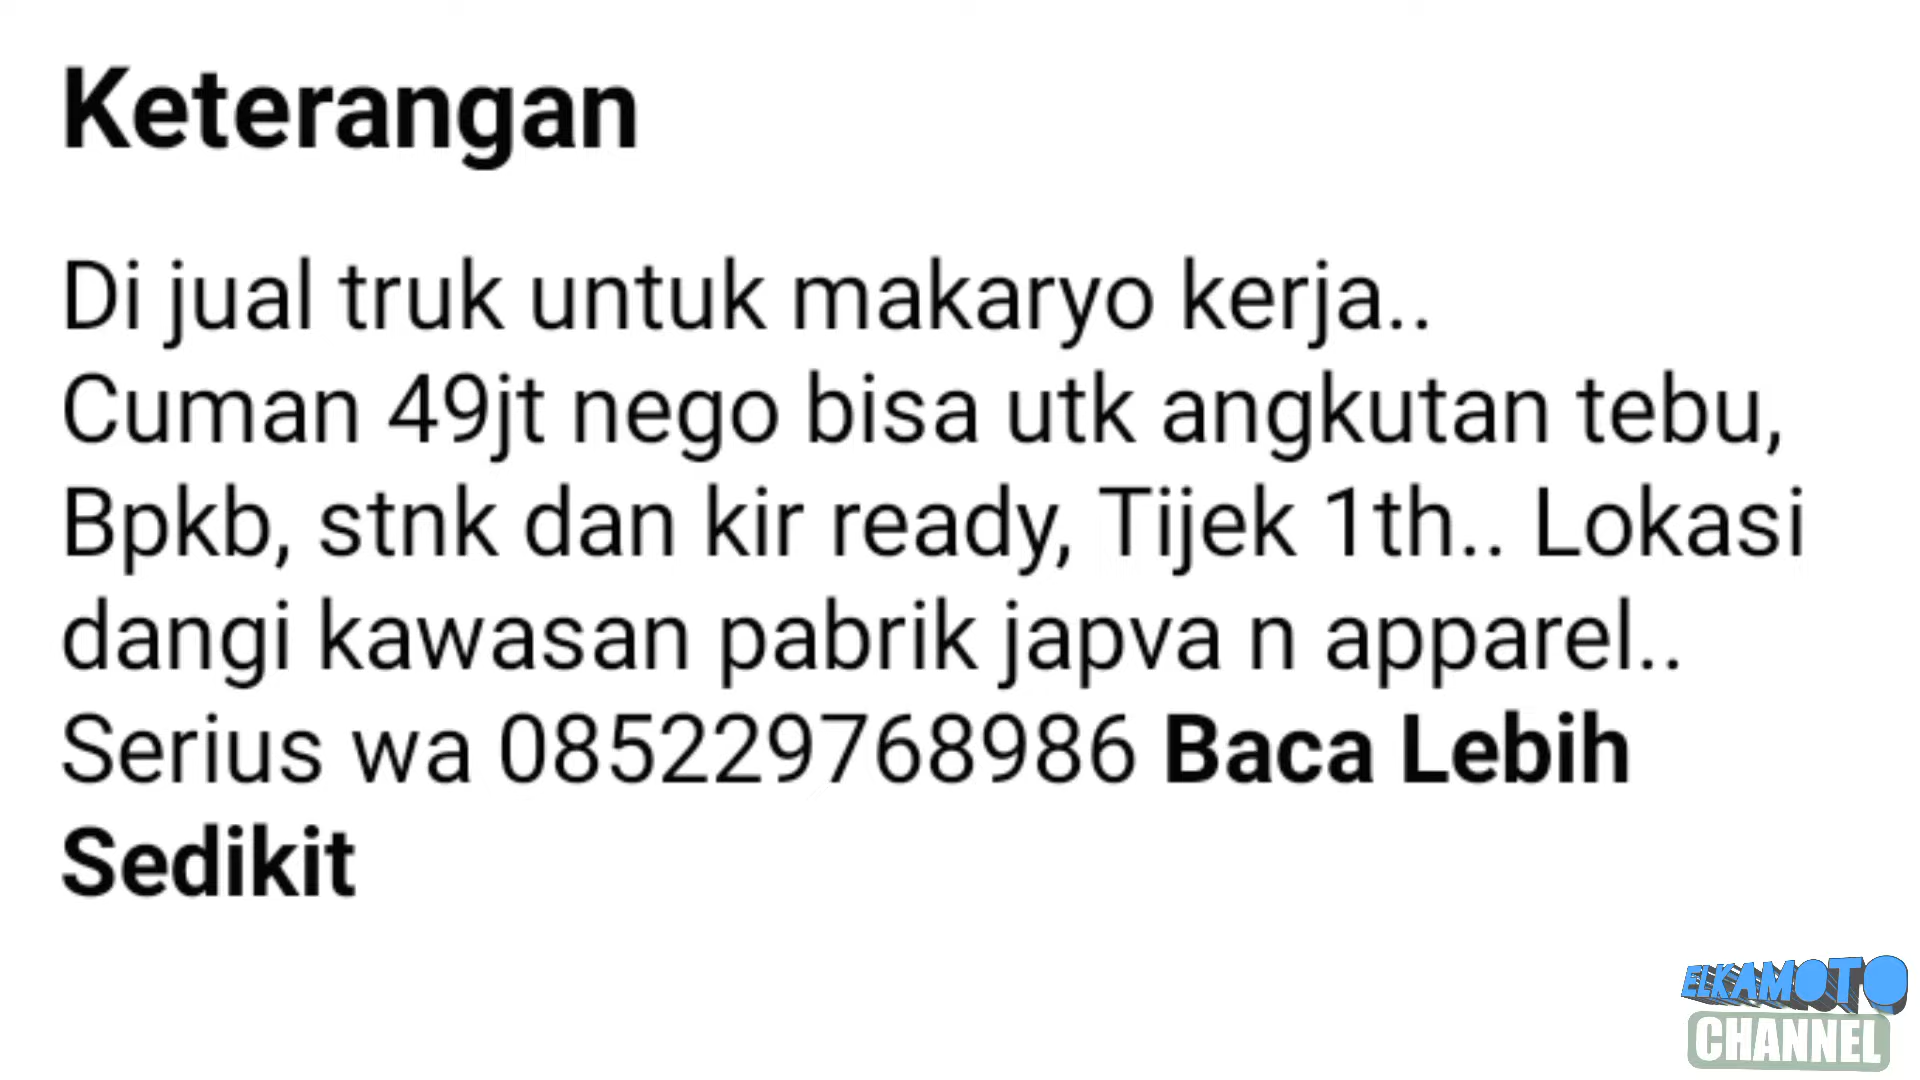 Keterangan
Di jual truk untuk makaryo kerja..
Cuman 49jt nego bisa utk angkutan tebu,
Bpkb, stnk dan kir ready, Tijek 1th.. Lokasi
dangi kawasan pabrik japva n apparel..
Serius wa 085229768986 Baca Lebih
Sedikit
ELKAMOTO
CHANNEL